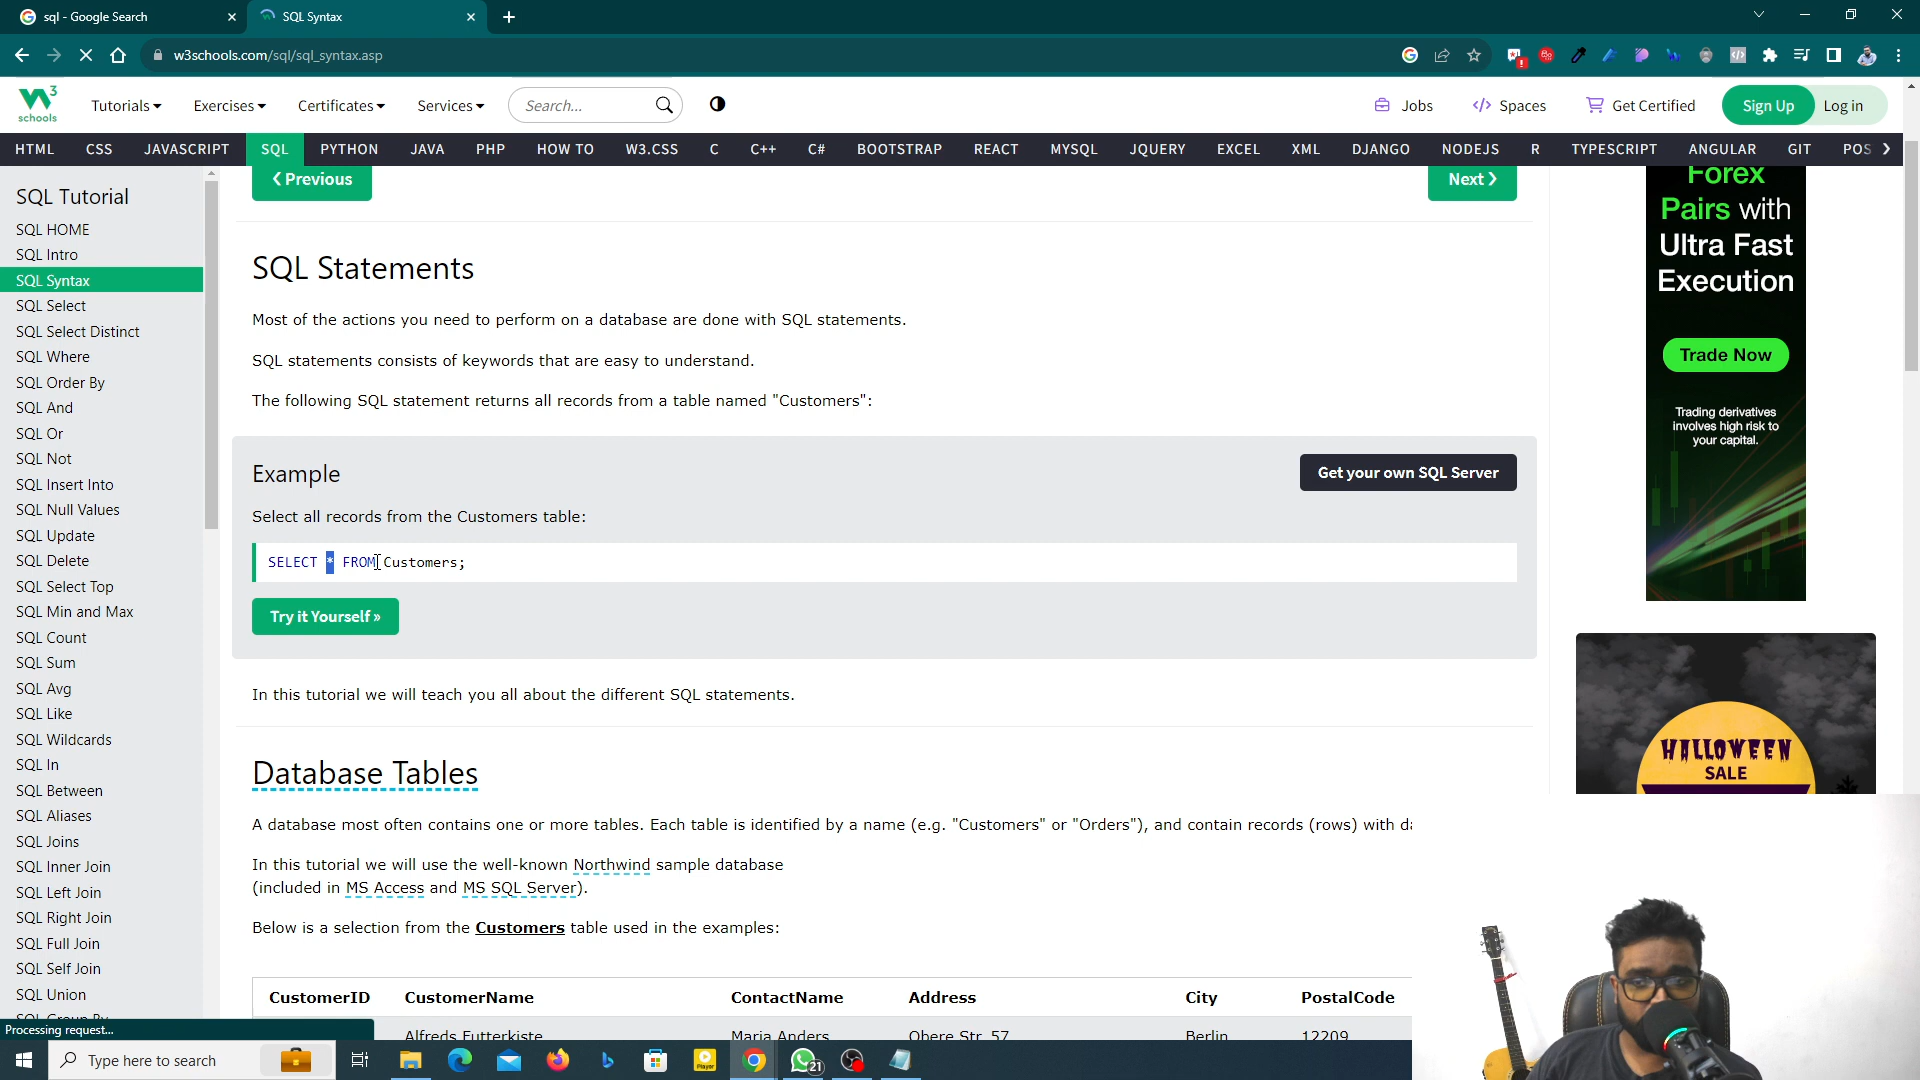 sql - Google Search
SQL Syntax
w3schools.com/sql/sql_syntax.asp
3
schools
Tutorials
Exercises
Certificates
Services
Search...
Jobs
Spaces
Get Certified
Sign Up
Log in
HTML CSS JAVASCRIPT SQL PYTHON JAVA PHP HOW TO W3.CSS C C++ C# BOOTSTRAP REACT MYSQL JQUERY EXCEL XML DJANGO NODEJS R TYPESCRIPT ANGULAR GIT POS ❯
SQL Tutorial
SQL HOME
SQL Intro
SQL Syntax
SQL Select
SQL Select Distinct
SQL Where
SQL Order By
SQL And
SQL Or
SQL Not
SQL Insert Into
SQL Null Values
SQL Update
SQL Delete
SQL Select Top
SQL Min and Max
SQL Count
SQL Sum
SQL Avg
SQL Like
SQL Wildcards
SQL In
SQL Between
SQL Aliases
SQL Joins
SQL Inner Join
SQL Left Join
SQL Right Join
SQL Full Join
SQL Self Join
SQL Union
SQL Group By
❮ Previous
Next ❯
SQL Statements
Most of the actions you need to perform on a database are done with SQL statements.
SQL statements consists of keywords that are easy to understand.
The following SQL statement returns all records from a table named "Customers":
Example
Get your own SQL Server
Select all records from the Customers table:
SELECT * FROM Customers;
Try it Yourself »
In this tutorial we will teach you all about the different SQL statements.
Database Tables
A database most often contains one or more tables. Each table is identified by a name (e.g. "Customers" or "Orders"), and contain records (rows) with
In this tutorial we will use the well-known Northwind sample database
(included in MS Access and MS SQL Server).
Below is a selection from the Customers table used in the examples:
CustomerID CustomerName ContactName Address City PostalCode
Alfreds Futterkiste Maria Anders Obere Str. 57 Berlin 12209
Forex
Pairs with
Ultra Fast
Execution
Trade Now
Trading derivatives
involves high risk to
your capital.
HALLOWEEN
SALE
Processing request...
Type here to search
Player
21